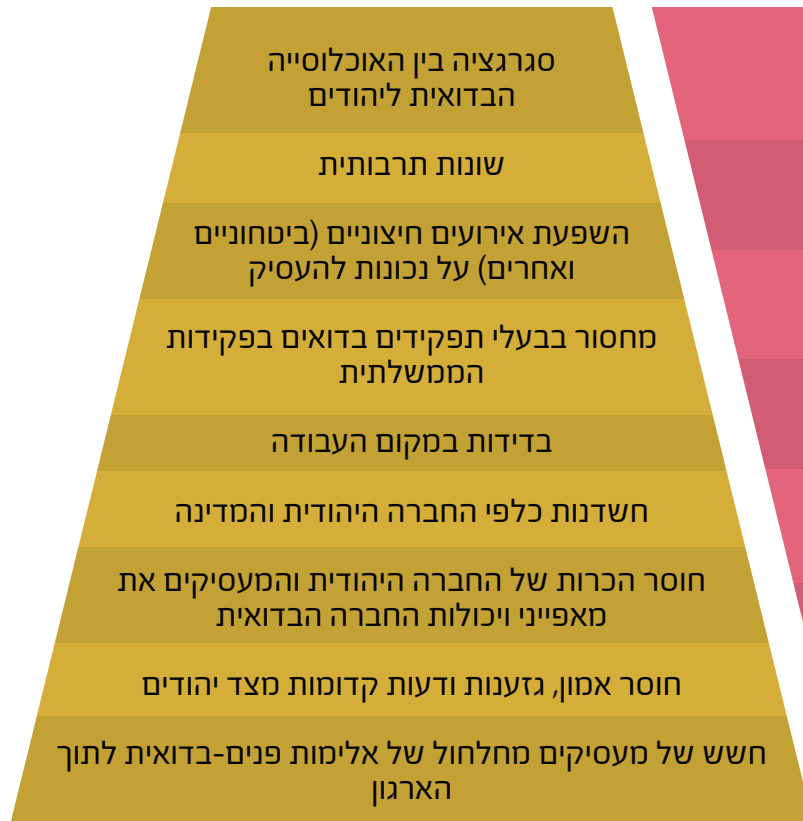 סגרגציה בין האוכלוסייה
הבדואית ליהודים
שונות תרבותית
השפעת אירועים חיצוניים (ביטחוניים
ואחרים) על נכונות להעסיק
מחסור בבעלי תפקידים בדואים בפקידות
הממשלתית
בדידות במקום העבודה
חשדנות כלפי החברה היהודית והמדינה
חוסר הכרות של החברה היהודית והמעסיקים את
מאפייני ויכולות החברה הבדואית
חוסר אמון, גזענות ודעות קדומות מצד יהודים
חשש של מעסיקים מחלחול של אלימות פנים-בדואית לתוך
הארגון